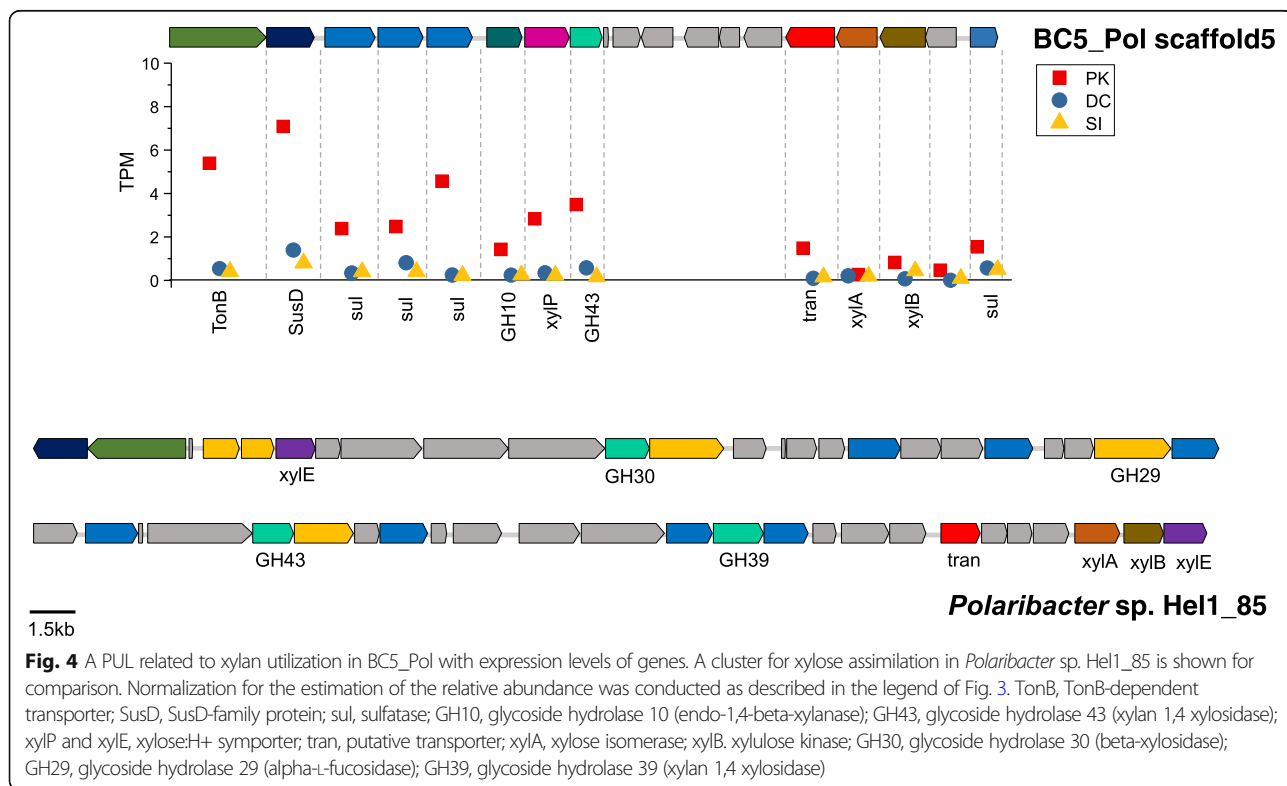 BC5_Pol scaffold5
PK
DC
SI
10
8
6
4
2
0
TPM
TonB
SusD
sul
sul
sul
GH10
xylP
GH43
tran
xylA
xylB
sul
xylE
GH30
GH29
GH43
GH39
tran
xylA
xylB
xylE
1.5kb
Polaribacter sp. Hel1_85
Fig. 4 A PUL related to xylan utilization in BC5_Pol with expression levels of genes. A cluster for xylose assimilation in Polaribacter sp. Hel1_85 is shown for
comparison. Normalization for the estimation of the relative abundance was conducted as described in the legend of Fig. 3. TonB, TonB-dependent
transporter; SusD, SusD-family protein; sul, sulfatase; GH10, glycoside hydrolase 10 (endo-1,4-beta-xylanase); GH43, glycoside hydrolase 43 (xylan 1,4 xylosidase);
xylP and xylE, xylose:H+ symporter; tran, putative transporter; xylA, xylose isomerase; xylB. xylulose kinase; GH30, glycoside hydrolase 30 (beta-xylosidase);
GH29, glycoside hydrolase 29 (alpha-L-fucosidase); GH39, glycoside hydrolase 39 (xylan 1,4 xylosidase)